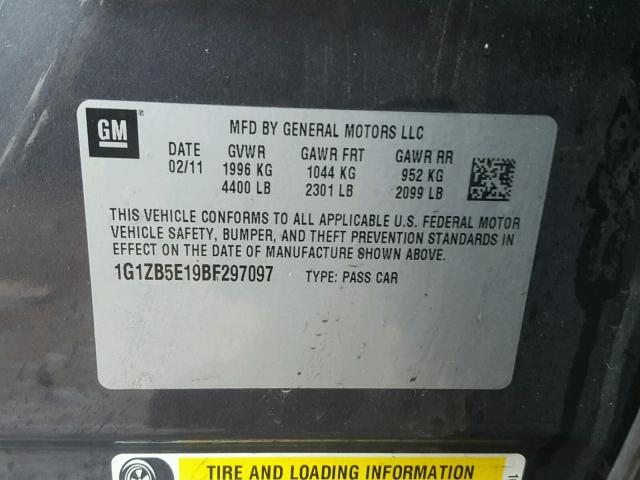 GM ®
MFD BY GENERAL MOTORS LLC
DATE GVWR GAWR FRT GAWR RR
02/11 1996 KG 1044 KG 952 KG
4400 LB 2301 LB 2099 LB
THIS VEHICLE CONFORMS TO ALL APPLICABLE U.S. FEDERAL MOTOR
VEHICLE SAFETY, BUMPER, AND THEFT PREVENTION STANDARDS IN
EFFECT ON THE DATE OF MANUFACTURE SHOWN ABOVE.
1G1ZB5E19BF297097 TYPE: PASS CAR
TIRE AND LOADING INFORMATION